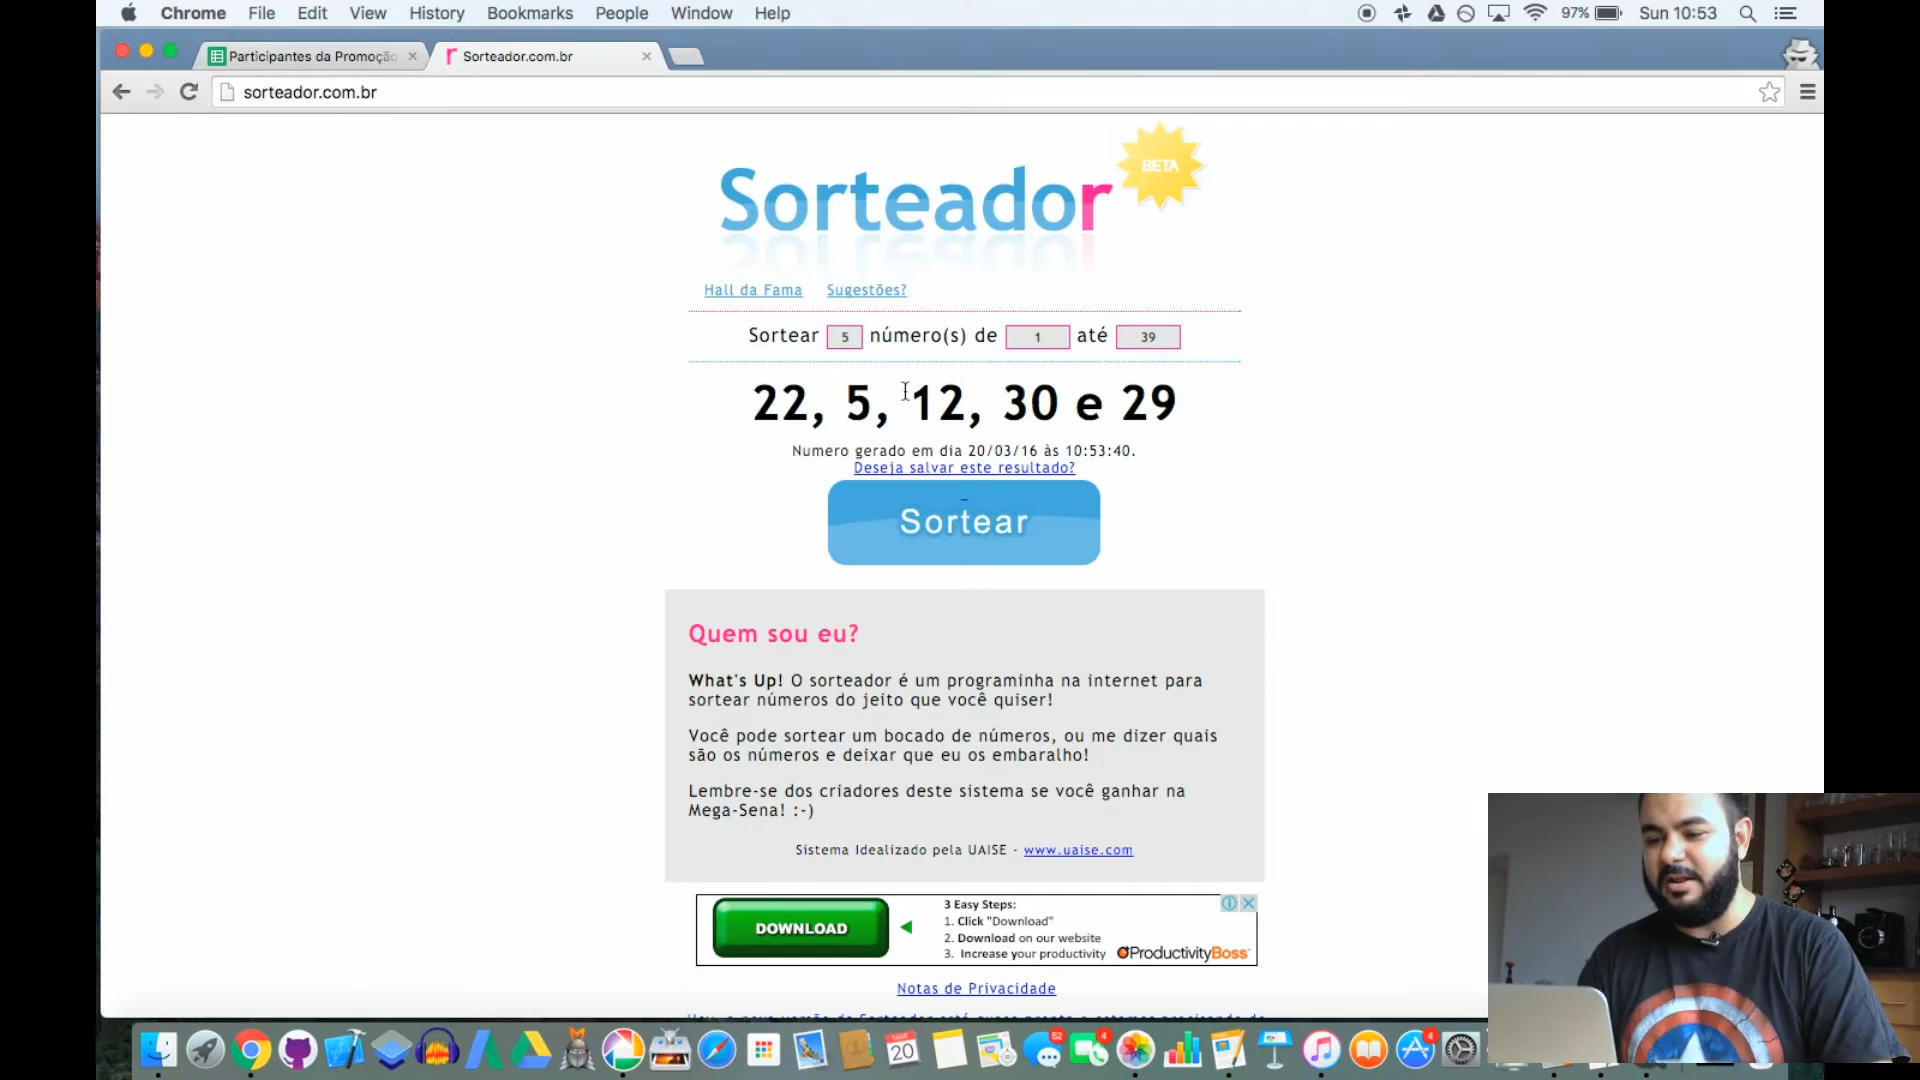 Chrome File Edit View History Bookmarks People Window Help 97% Sun 10:53
Participantes da Promoção Sorteador.com.br
sorteador.com.br
BETA
Sorteador
Hall da Fama Sugestões?
Sortear 5 número(s) de 1 até 39
22, 5, 12, 30 e 29
Numero gerado em dia 20/03/16 às 10:53:40.
Deseja salvar este resultado?
Sortear
Quem sou eu?
What's Up! O sorteador é um programinha na internet para
sortear números do jeito que você quiser!
Você pode sortear um bocado de números, ou me dizer quais
são os números e deixar que eu os embaralho!
Lembre-se dos criadores deste sistema se você ganhar na
Mega-Sena! :-)
Sistema Idealizado pela UAISE - www.uaise.com
DOWNLOAD
3 Easy Steps:
1. Click "Download"
2. Download on our website
3. Increase your productivity ProductivityBoss
Notas de Privacidade
MAR
20
52
4
4